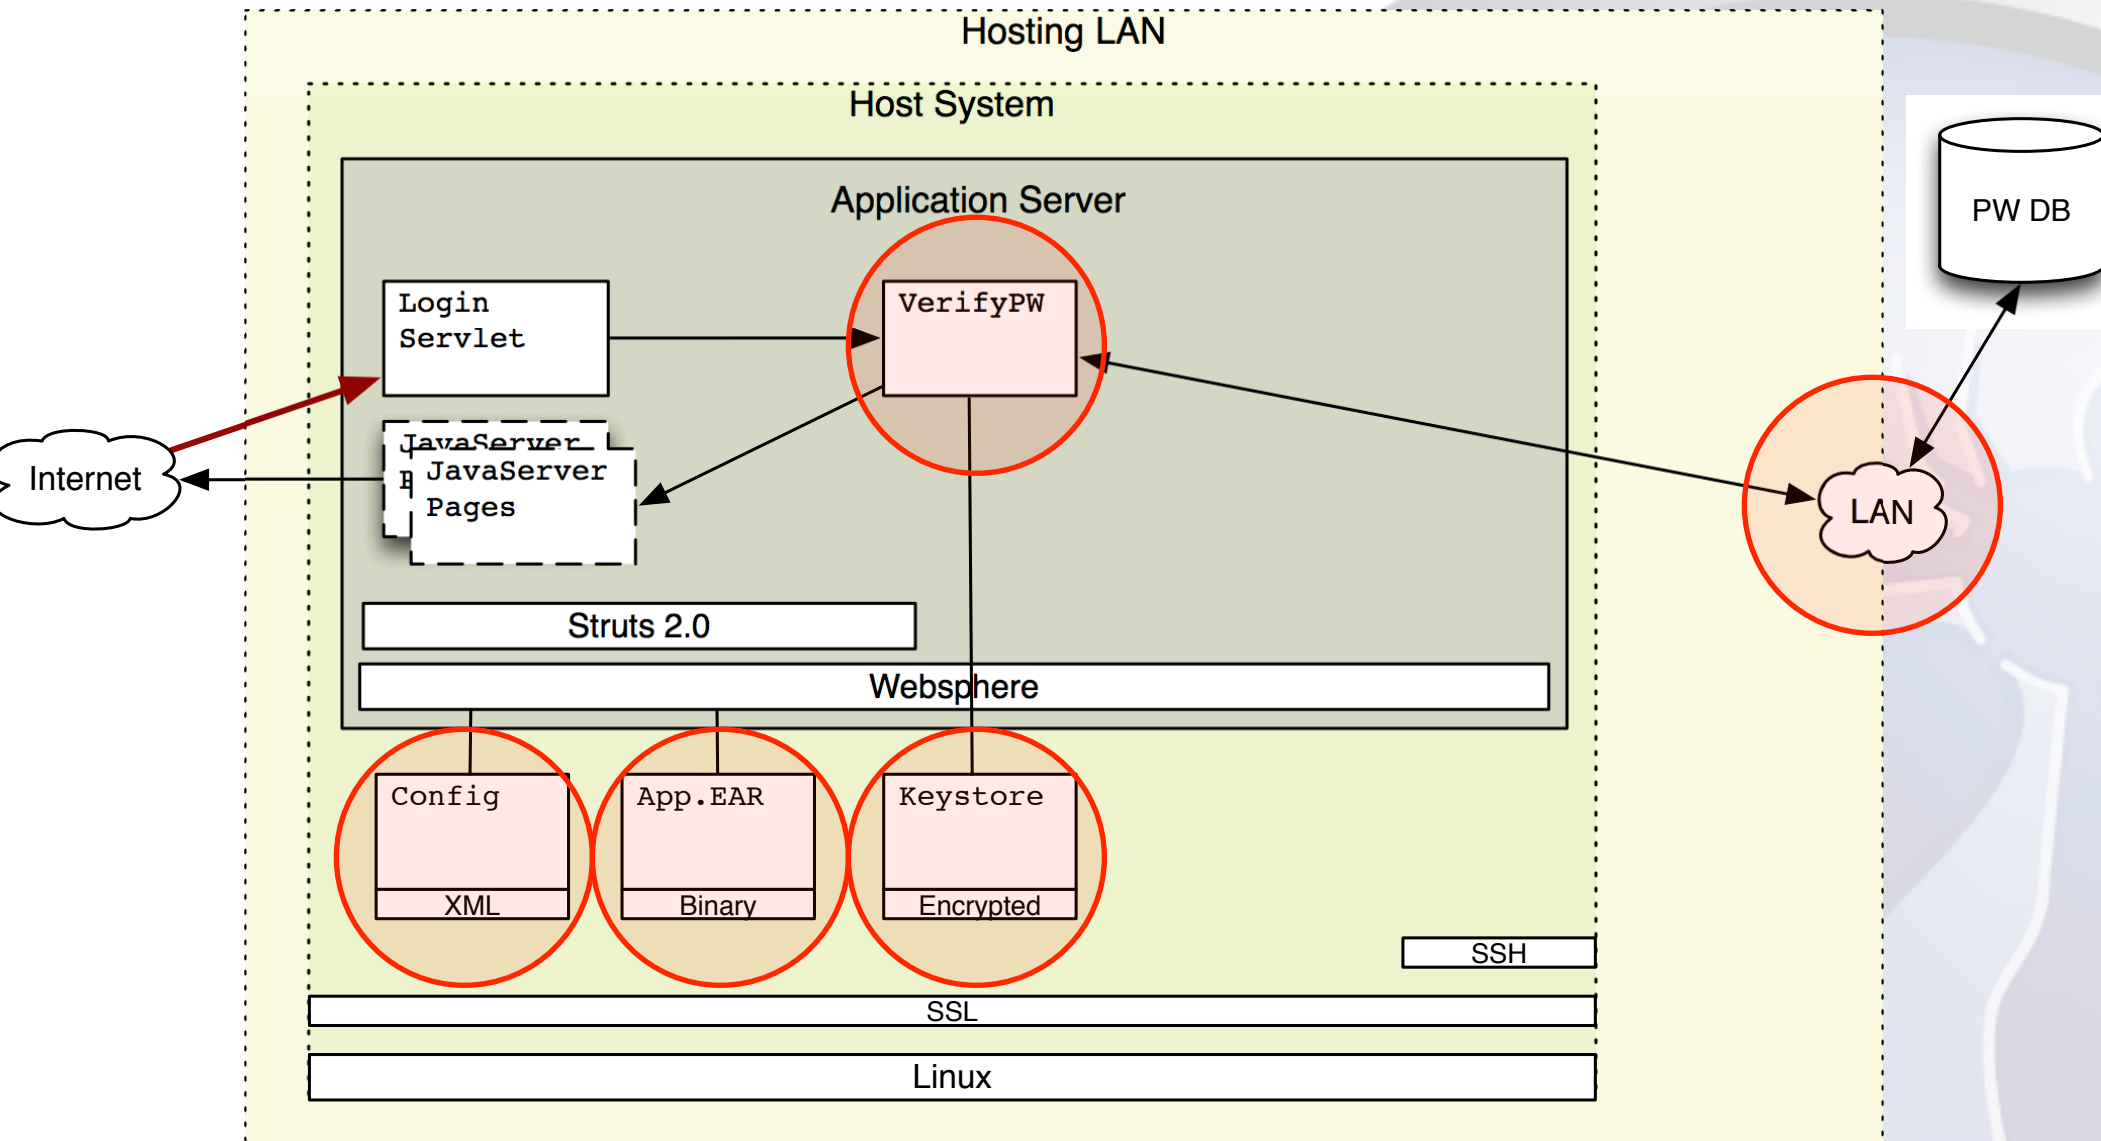 Hosting LAN
Host System
Application Server
PW DB
Login
Servlet
VerifyPW
JavaServer
JavaServer
Pages
Internet
LAN
Struts 2.0
Websphere
Config
XML
App.EAR
Binary
Keystore
Encrypted
SSH
SSL
Linux